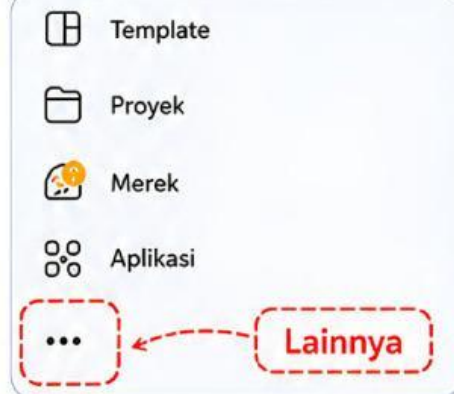 Template
Proyek
Merek
Aplikasi
••• Lainnya